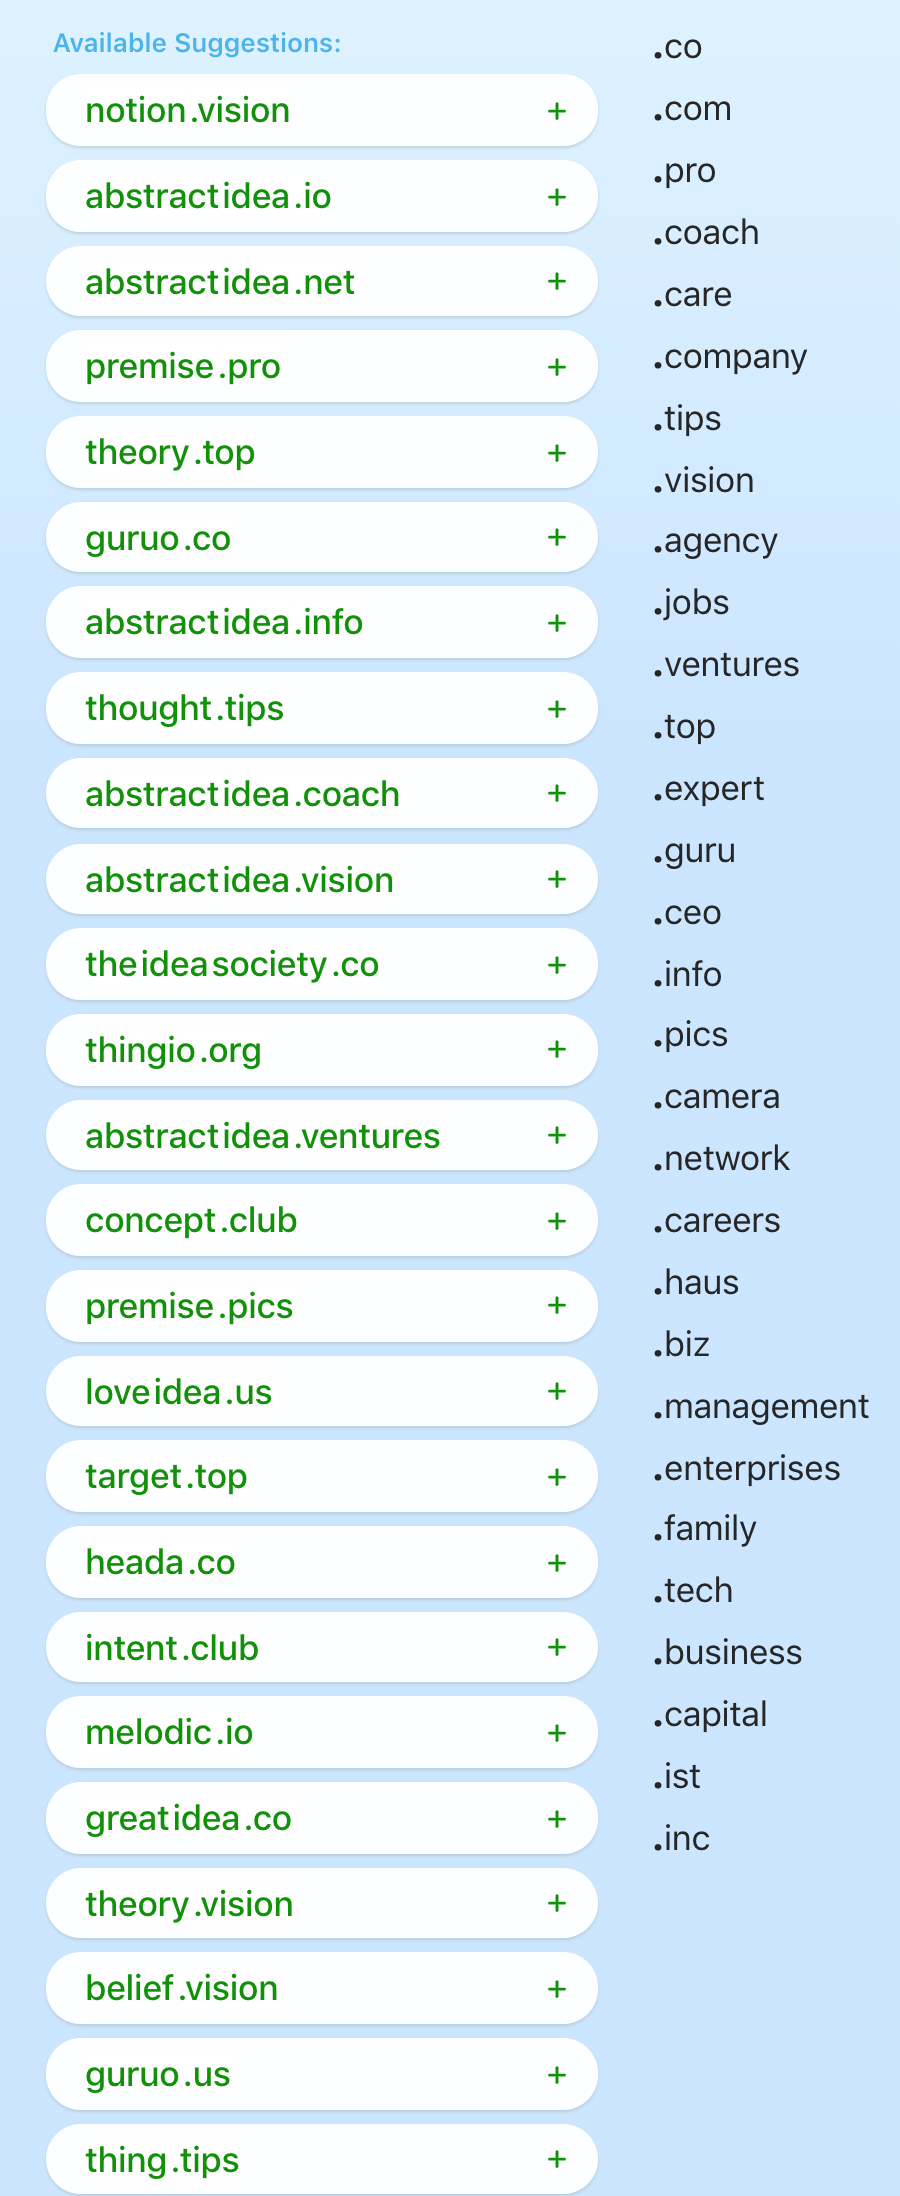 Available Suggestions:
notion.vision
abstractidea.io
abstractidea.net
premise.pro
theory.top
guruo.co
abstractidea.info
thought.tips
abstractidea.coach
abstractidea.vision
theideasociety.co
thingio.org
abstractidea.ventures
concept.club
premise.pics
loveidea.us
target.top
heada.co
intent.club
melodic.io
greatidea.co
theory.vision
belief.vision
guruo.us
thing.tips
.co
.com
.pro
.coach
.care
.company
.tips
.vision
.agency
.jobs
.ventures
.top
.expert
.guru
.ceo
.info
.pics
.camera
.network
.careers
.haus
.biz
.management
.enterprises
.family
.tech
.business
.capital
.ist
.inc